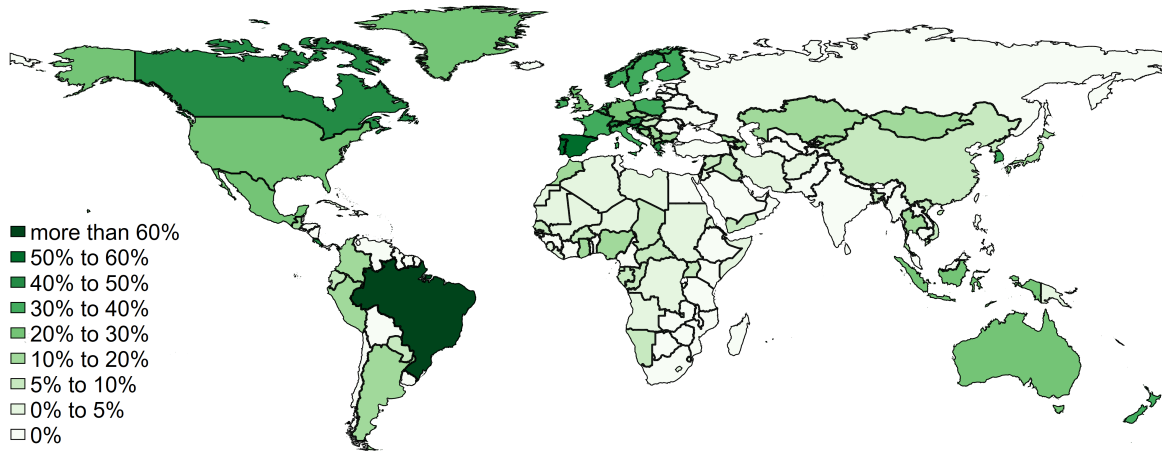 more than 60%
50% to 60%
40% to 50%
30% to 40%
20% to 30%
10% to 20%
5% to 10%
0% to 5%
0%